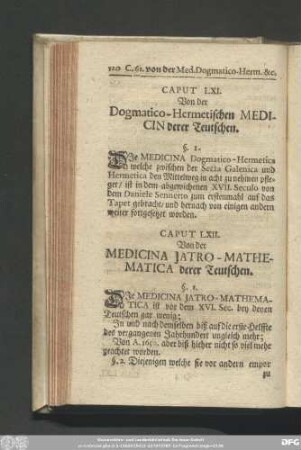 120 C. 61. von der Med. Dogmatico-Herm. &c.
CAPUT LXI.
Von der
Dogmatico-Hermetischen MEDI-
CIN derer Teutschen.
§. 1.
DIe MEDICINA Dogmatico-Hermetica
welche zwischen der Secta Galenica und
Hermetica den Mittelweg in acht zu nehmen pfle-
get/ ist in dem abgewichenen XVII. Seculo von
dem Daniele Sennerto zum erstenmahl auf das
Tapet gebracht/ und hernach von einigen andern
weiter fortgesetzet worden.
CAPUT LXII.
Von der
MEDICINA JATRO-MATHE-
MATICA derer Teutschen.
§. 1.
DIe MEDICINA JATRO-MATHEMA-
TICA ist vor dem XVI. Sec. bey denen
Teutschen gar wenig;
In und nach demselben biß auf die erste Helffte
des vergangenen Jahrhundert ungleich mehr;
Von A. 1650. aber biß hieher nicht so viel mehr
geachtet worden.
§. 2. Diejenigen welche sie vor andern empor
zu